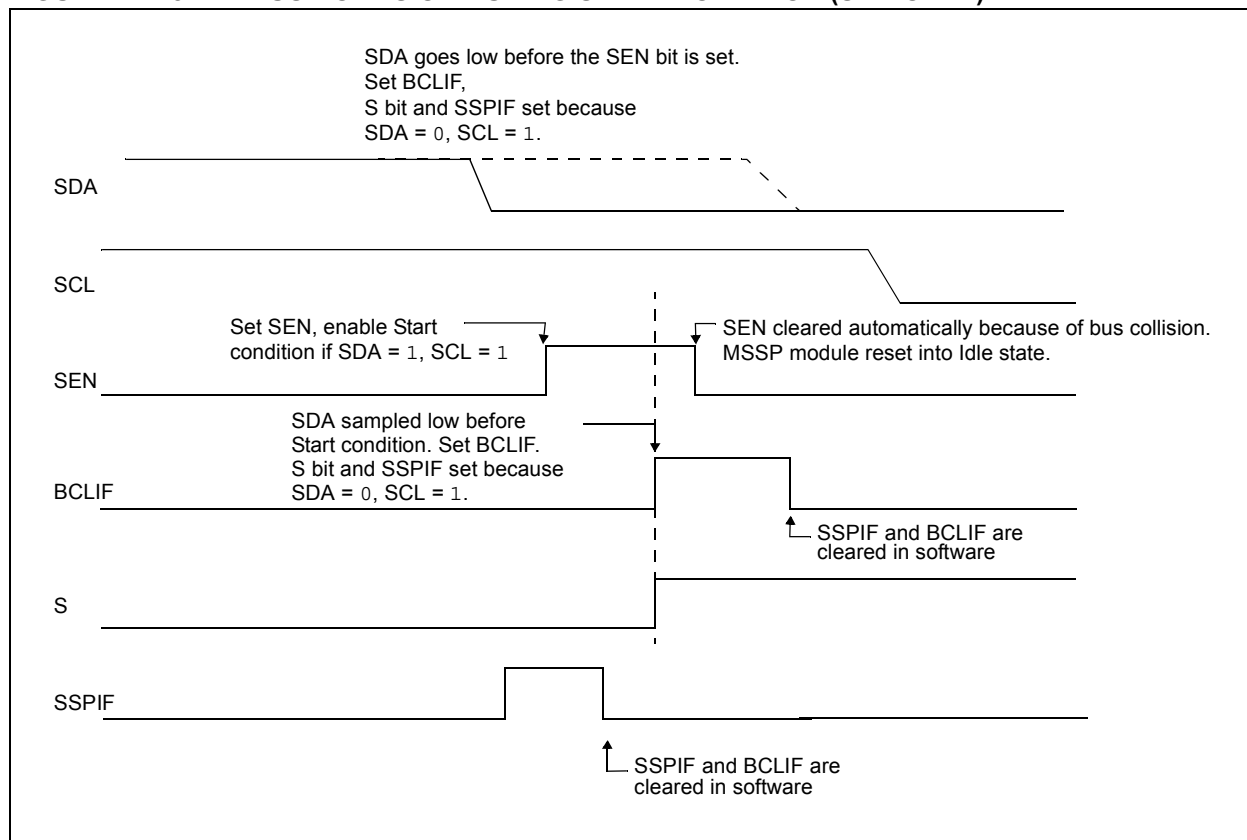 SDA goes low before the SEN bit is set.
Set BCLIF,
S bit and SSPIF set because
SDA = 0, SCL = 1.
SDA
SCL
Set SEN, enable Start
condition if SDA = 1, SCL = 1
SEN cleared automatically because of bus collision.
MSSP module reset into Idle state.
SEN
SDA sampled low before
Start condition. Set BCLIF.
S bit and SSPIF set because
SDA = 0, SCL = 1.
BCLIF
SSPIF and BCLIF are
cleared in software
S
SSPIF
SSPIF and BCLIF are
cleared in software